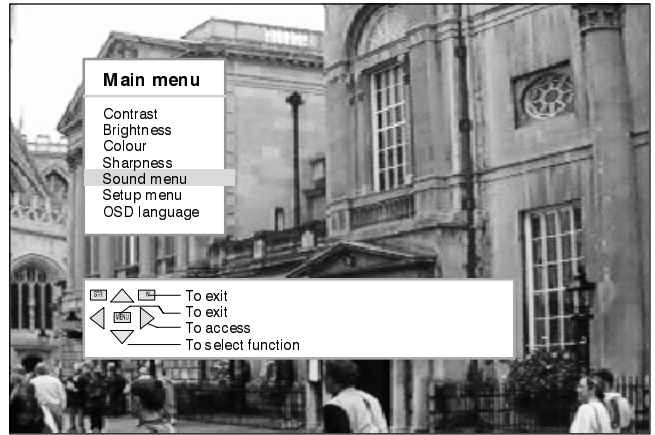 Main menu
Contrast
Brightness
Colour
Sharpness
Sound menu
Setup menu
OSD language
STR
To exit
MENU
To exit
To access
To select function